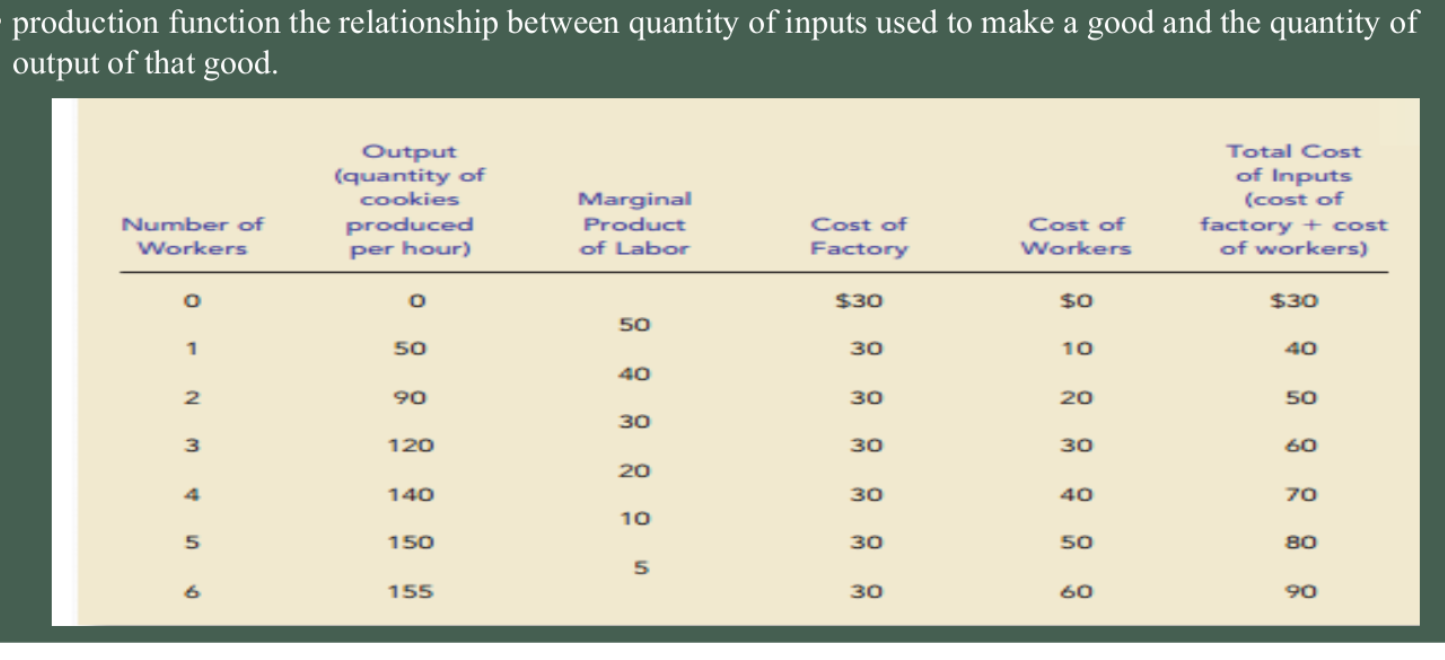 production function the relationship between quantity of inputs used to make a good and the quantity of
output of that good.
Output Total Cost
(quantity of of Inputs
cookies Marginal (cost of
Number of produced Product Cost of Cost of factory + cost
Workers per hour) of Labor Factory Workers of workers)
0 0 $30 $0 $30
50
1 50 30 10 40
40
2 90 30 20 50
30
3 120 30 30 60
20
4 140 30 40 70
10
5 150 30 50 80
5
6 155 30 60 90